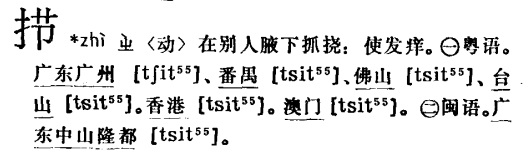 𢪮 *zhì ㄓˋ 〈动〉在别人腋下抓挠：使发痒。㊀粤语。
广东广州 [tʃit⁵⁵]、番禺 [tsit⁵⁵]、佛山 [tsit⁵⁵]、台
山 [tsit⁵⁵]。香港 [tsit⁵⁵]。澳门 [tsit⁵⁵]。㊁闽语。广
东中山隆都 [tsit⁵⁵]。